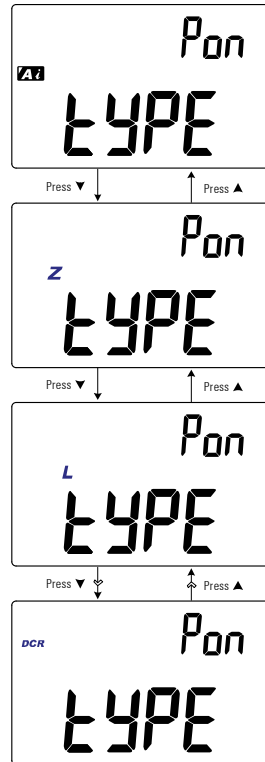 Pon
Ai
tYPE
Press ▼
Press ▲
Pon
Z
tYPE
Press ▼
Press ▲
Pon
L
tYPE
Press ▼
Press ▲
Pon
DCR
tYPE